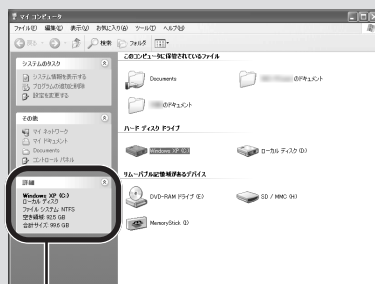 マイ コンピュータ
ファイル(F) 編集(E) 表示(V) お気に入り(A) ツール(T) ヘルプ(H)
戻る 検索 フォルダ
システムのタスク
システム情報を表示する
プログラムの追加と削除
設定を変更する
その他
マイ ネットワーク
マイ ドキュメント
Documents
コントロール パネル
詳細
Windows XP (C:)
ローカル ディスク
ファイル システム: NTFS
空き領域: 92.5 GB
合計サイズ: 99.6 GB
このコンピュータに保管されているファイル
Documents
のドキュメント
のドキュメント
ハード ディスク ドライブ
Windows XP (C:)
ローカル ディスク (D:)
リムーバブル記憶域があるデバイス
DVD-RAM ドライブ (E:)
SD / MMC (H:)
MemoryStick (I:)